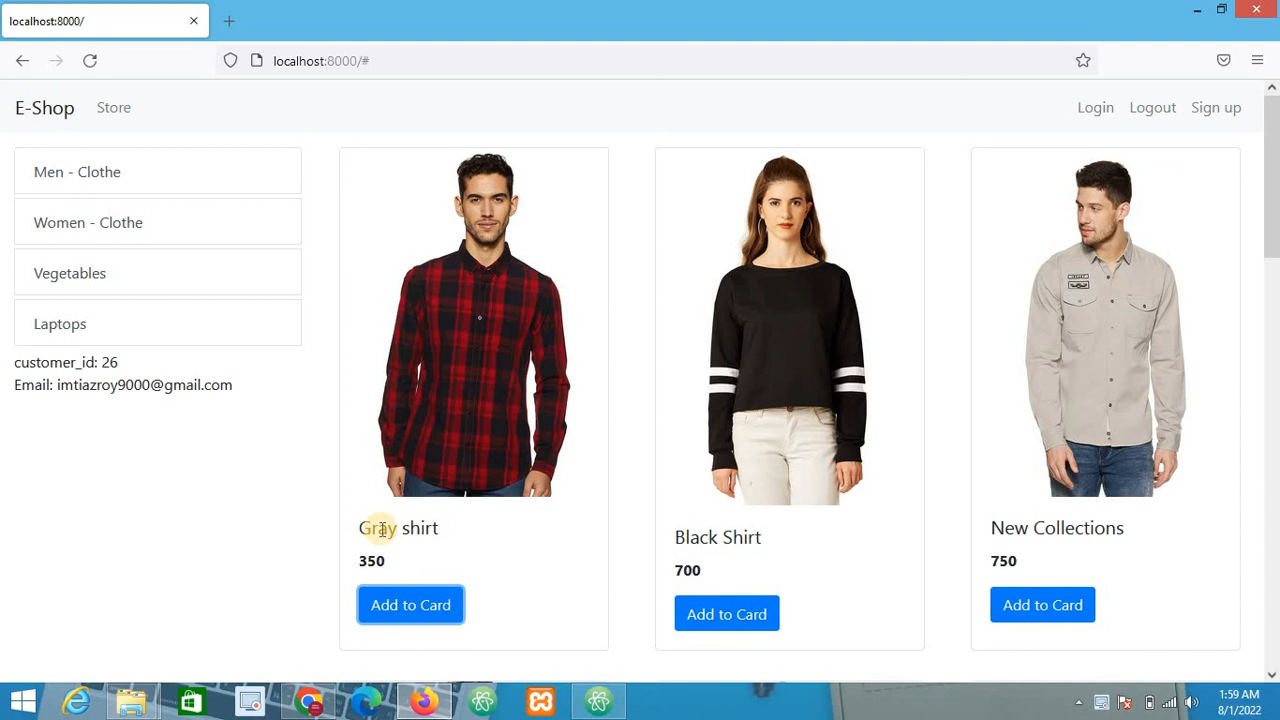 localhost:8000/
localhost:8000/#
E-Shop Store Login Logout Sign up
Men - Clothe
Women - Clothe
Vegetables
Laptops
customer_id: 26
Email: imtiazroy9000@gmail.com
Gray shirt
350
Add to Card
Black Shirt
700
Add to Card
New Collections
750
Add to Card
1:59 AM
8/1/2022